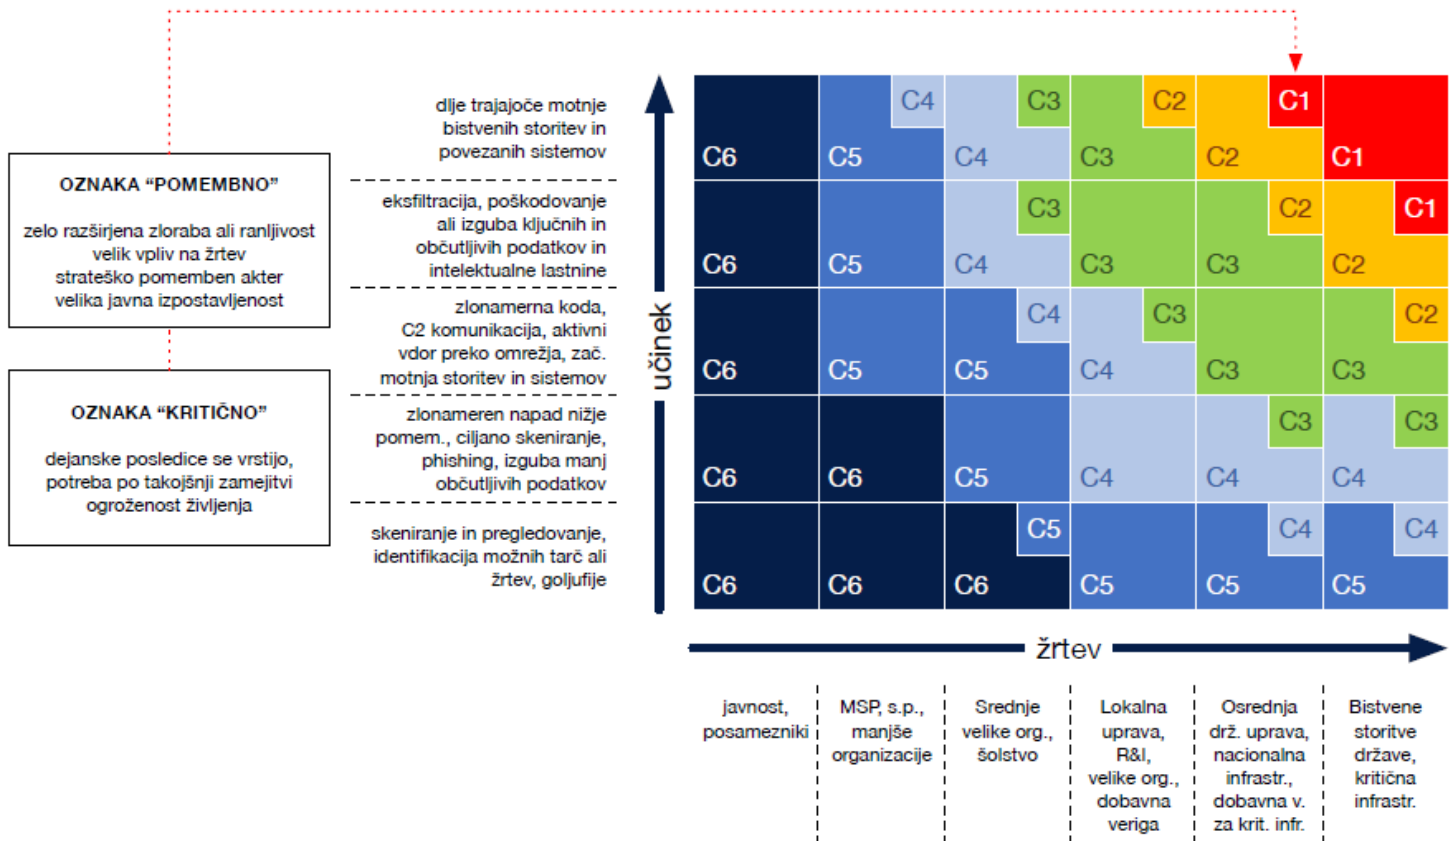 OZNAKA “POMEMBNO”
zelo razširjena zloraba ali ranljivost
velik vpliv na žrtev
strateško pomemben akter
velika javna izpostavljenost
OZNAKA “KRITIČNO”
dejanske posledice se vrstijo,
potreba po takojšnji zamejitvi
ogroženost življenja
dlje trajajoče motnje
bistvenih storitev in
povezanih sistemov
eksfiltracija, poškodovanje
ali izguba ključnih in
občutljivih podatkov in
intelektualne lastnine
zlonamerna koda,
C2 komunikacija, aktivni
vdor preko omrežja, zač.
motnja storitev in sistemov
zlonameren napad nižje
pomem., ciljano skeniranje,
phishing, izguba manj
občutljivih podatkov
skeniranje in pregledovanje,
identifikacija možnih tarč ali
žrtev, goljufije
učinek
C4 C3 C2 C1
C6 C5 C4 C3 C2 C1
C3 C2 C1
C6 C5 C4 C3 C3 C2
C4 C3 C2
C6 C5 C5 C4 C3 C3
C3 C3
C6 C6 C5 C4 C4 C4
C5 C4 C4
C6 C6 C6 C5 C5 C5
žrtev
javnost,
posamezniki
MSP, s.p.,
manjše
organizacije
Srednje
velike org.,
šolstvo
Lokalna
uprava,
R&I,
velike org.,
dobavna
veriga
Osrednja
drž. uprava,
nacionalna
infrastr.,
dobavna v.
za krit. infr.
Bistvene
storitve
države,
kritična
infrastr.